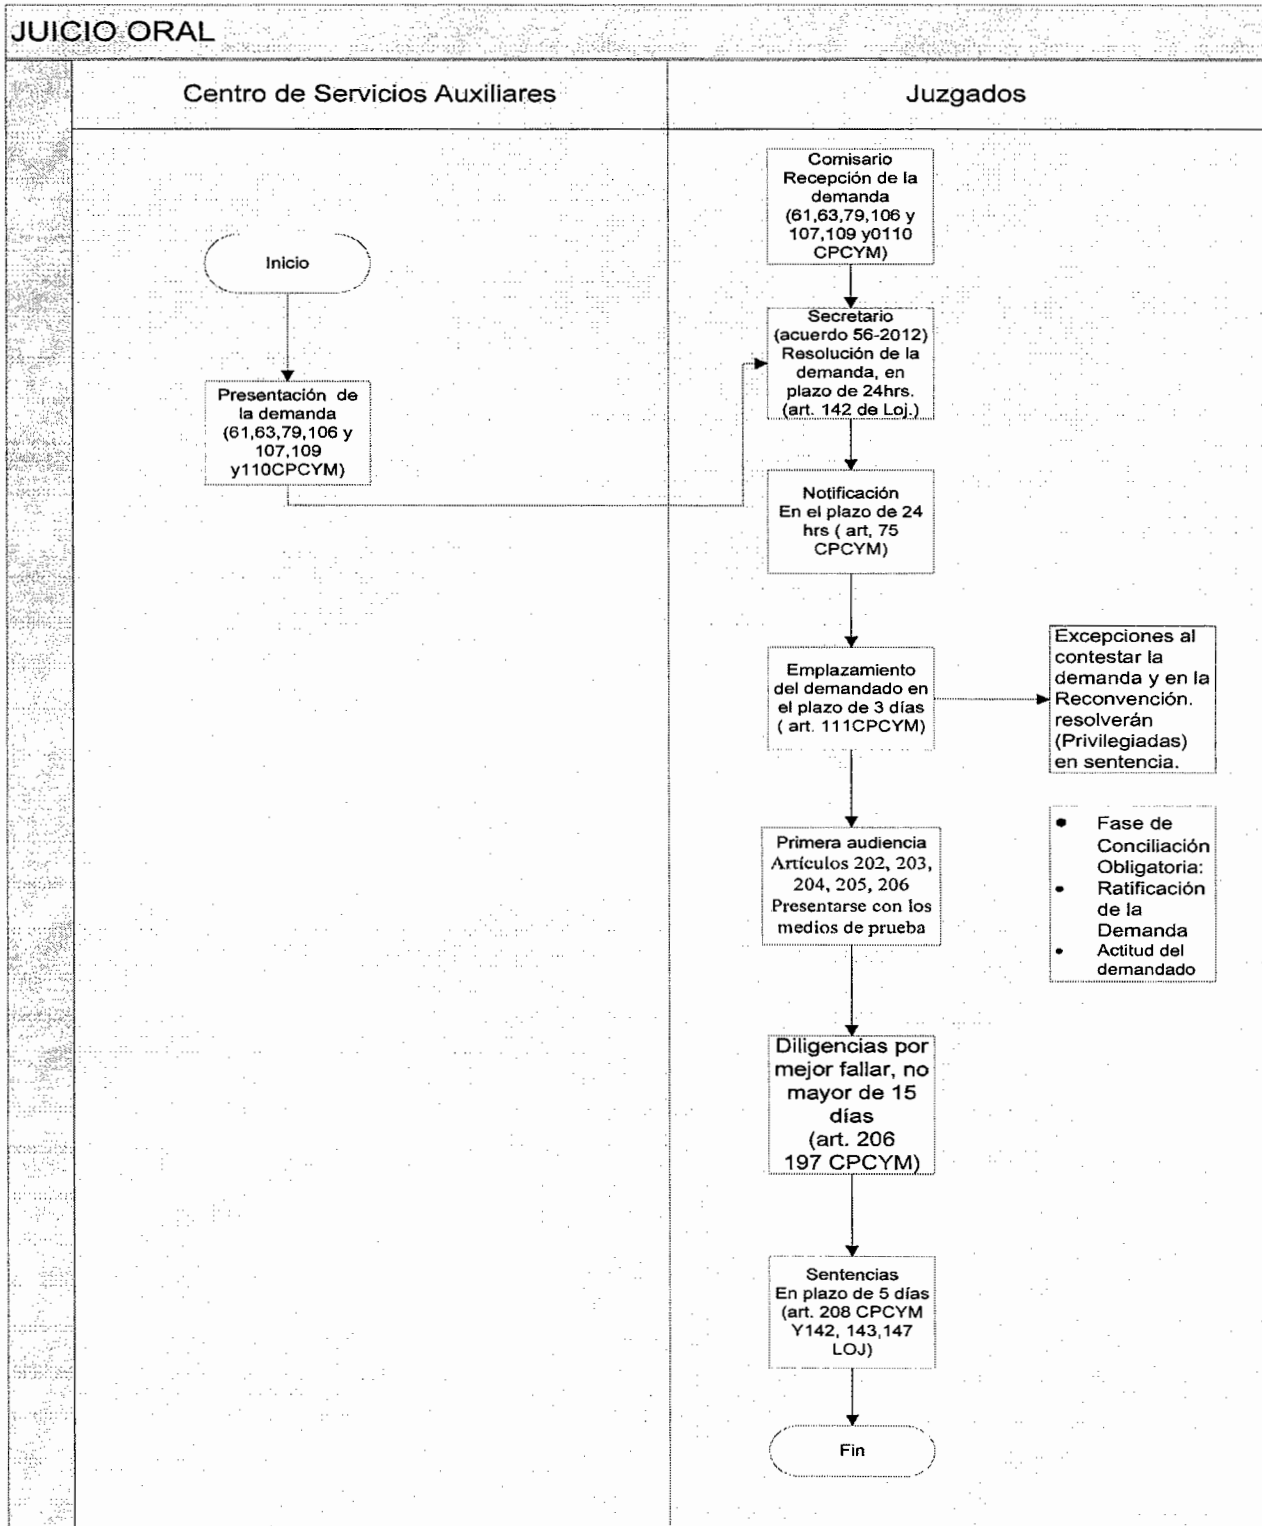 JUICIO ORAL
Centro de Servicios Auxiliares
Juzgados
Inicio
Presentación de
la demanda
(61,63,79,106 y
107,109
y110CPCYM)
Comisario
Recepción de la
demanda
(61,63,79,106 y
107,109 y0110
CPCYM)
Secretario
(acuerdo 56-2012)
Resolución de la
demanda, en
plazo de 24hrs.
(art. 142 de Loj.)
Notificación
En el plazo de 24
hrs ( art, 75
CPCYM)
Emplazamiento
del demandado en
el plazo de 3 días
( art. 111CPCYM)
Excepciones al
contestar la
demanda y en la
Reconvención.
resolverán
(Privilegiadas)
en sentencia.
Primera audiencia
Artículos 202, 203,
204, 205, 206
Presentarse con los
medios de prueba
• Fase de
Conciliación
Obligatoria:
• Ratificación
de la
Demanda
• Actitud del
demandado
Diligencias por
mejor fallar, no
mayor de 15
días
(art. 206
197 CPCYM)
Sentencias
En plazo de 5 días
(art. 208 CPCYM
Y142, 143,147
LOJ)
Fin